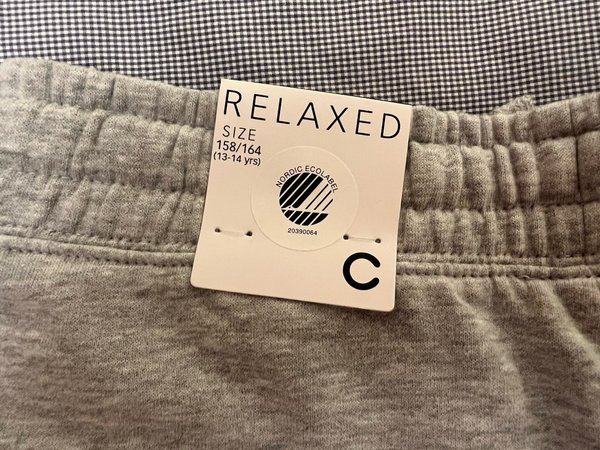 RELAXED
SIZE
158/164
(13-14 yrs)
NORDIC ECOLABEL
20390064
C